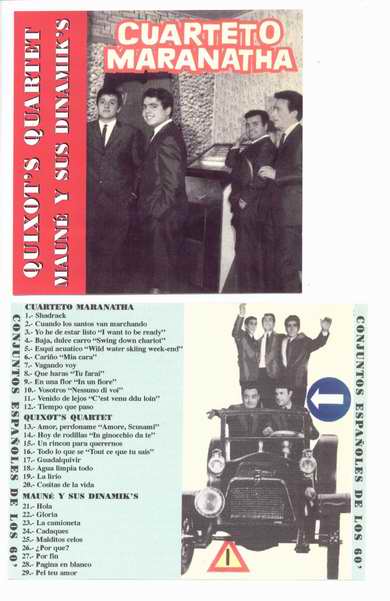 CUARTETO
MARANATHA
QUIXOT'S QUARTET
MAUNÉ Y SUS DINAMIK'S
CONJUNTOS ESPAÑOLES DE LOS 60'
CUARTETO MARANATHA
1.- Shadrack
2.- Cuando los santos van marchando
3.- Yo he de estar listo "I want to be ready"
4.- Baja, dulce carro "Swing down chariot"
5.- Esqui acuatico "Wild water skiing week-end"
6.- Cariño "Mia cara"
7.- Vagando voy
8.- Que haras "Tu farai"
9.- En una flor "In un fiore"
10.- Vosotros "Nessuno di voi"
11.- Venido de lejos "C'est venu ddu loin"
12.- Tiempo que paso
QUIXOT'S QUARTET
13.- Amor, perdoname "Amore, Scusami"
14.- Hoy de rodillas "In ginocchio da te"
15.- Un rincon para querernos
16.- Todo lo que se "Tout ce que tu sais"
17.- Guadalquivir
18.- Agua limpia todo
19.- La lirio
20.- Cositas de la vida
MAUNÉ Y SUS DINAMIK'S
21.- Hola
22.- Gloria
23.- La camioneta
24.- Cadaques
25.- Malditos celos
26.- ¿Por que?
27.- Por fin
28.- Pagina en blanco
29.- Pel teu amor
CONJUNTOS ESPAÑOLES DE LOS 60'